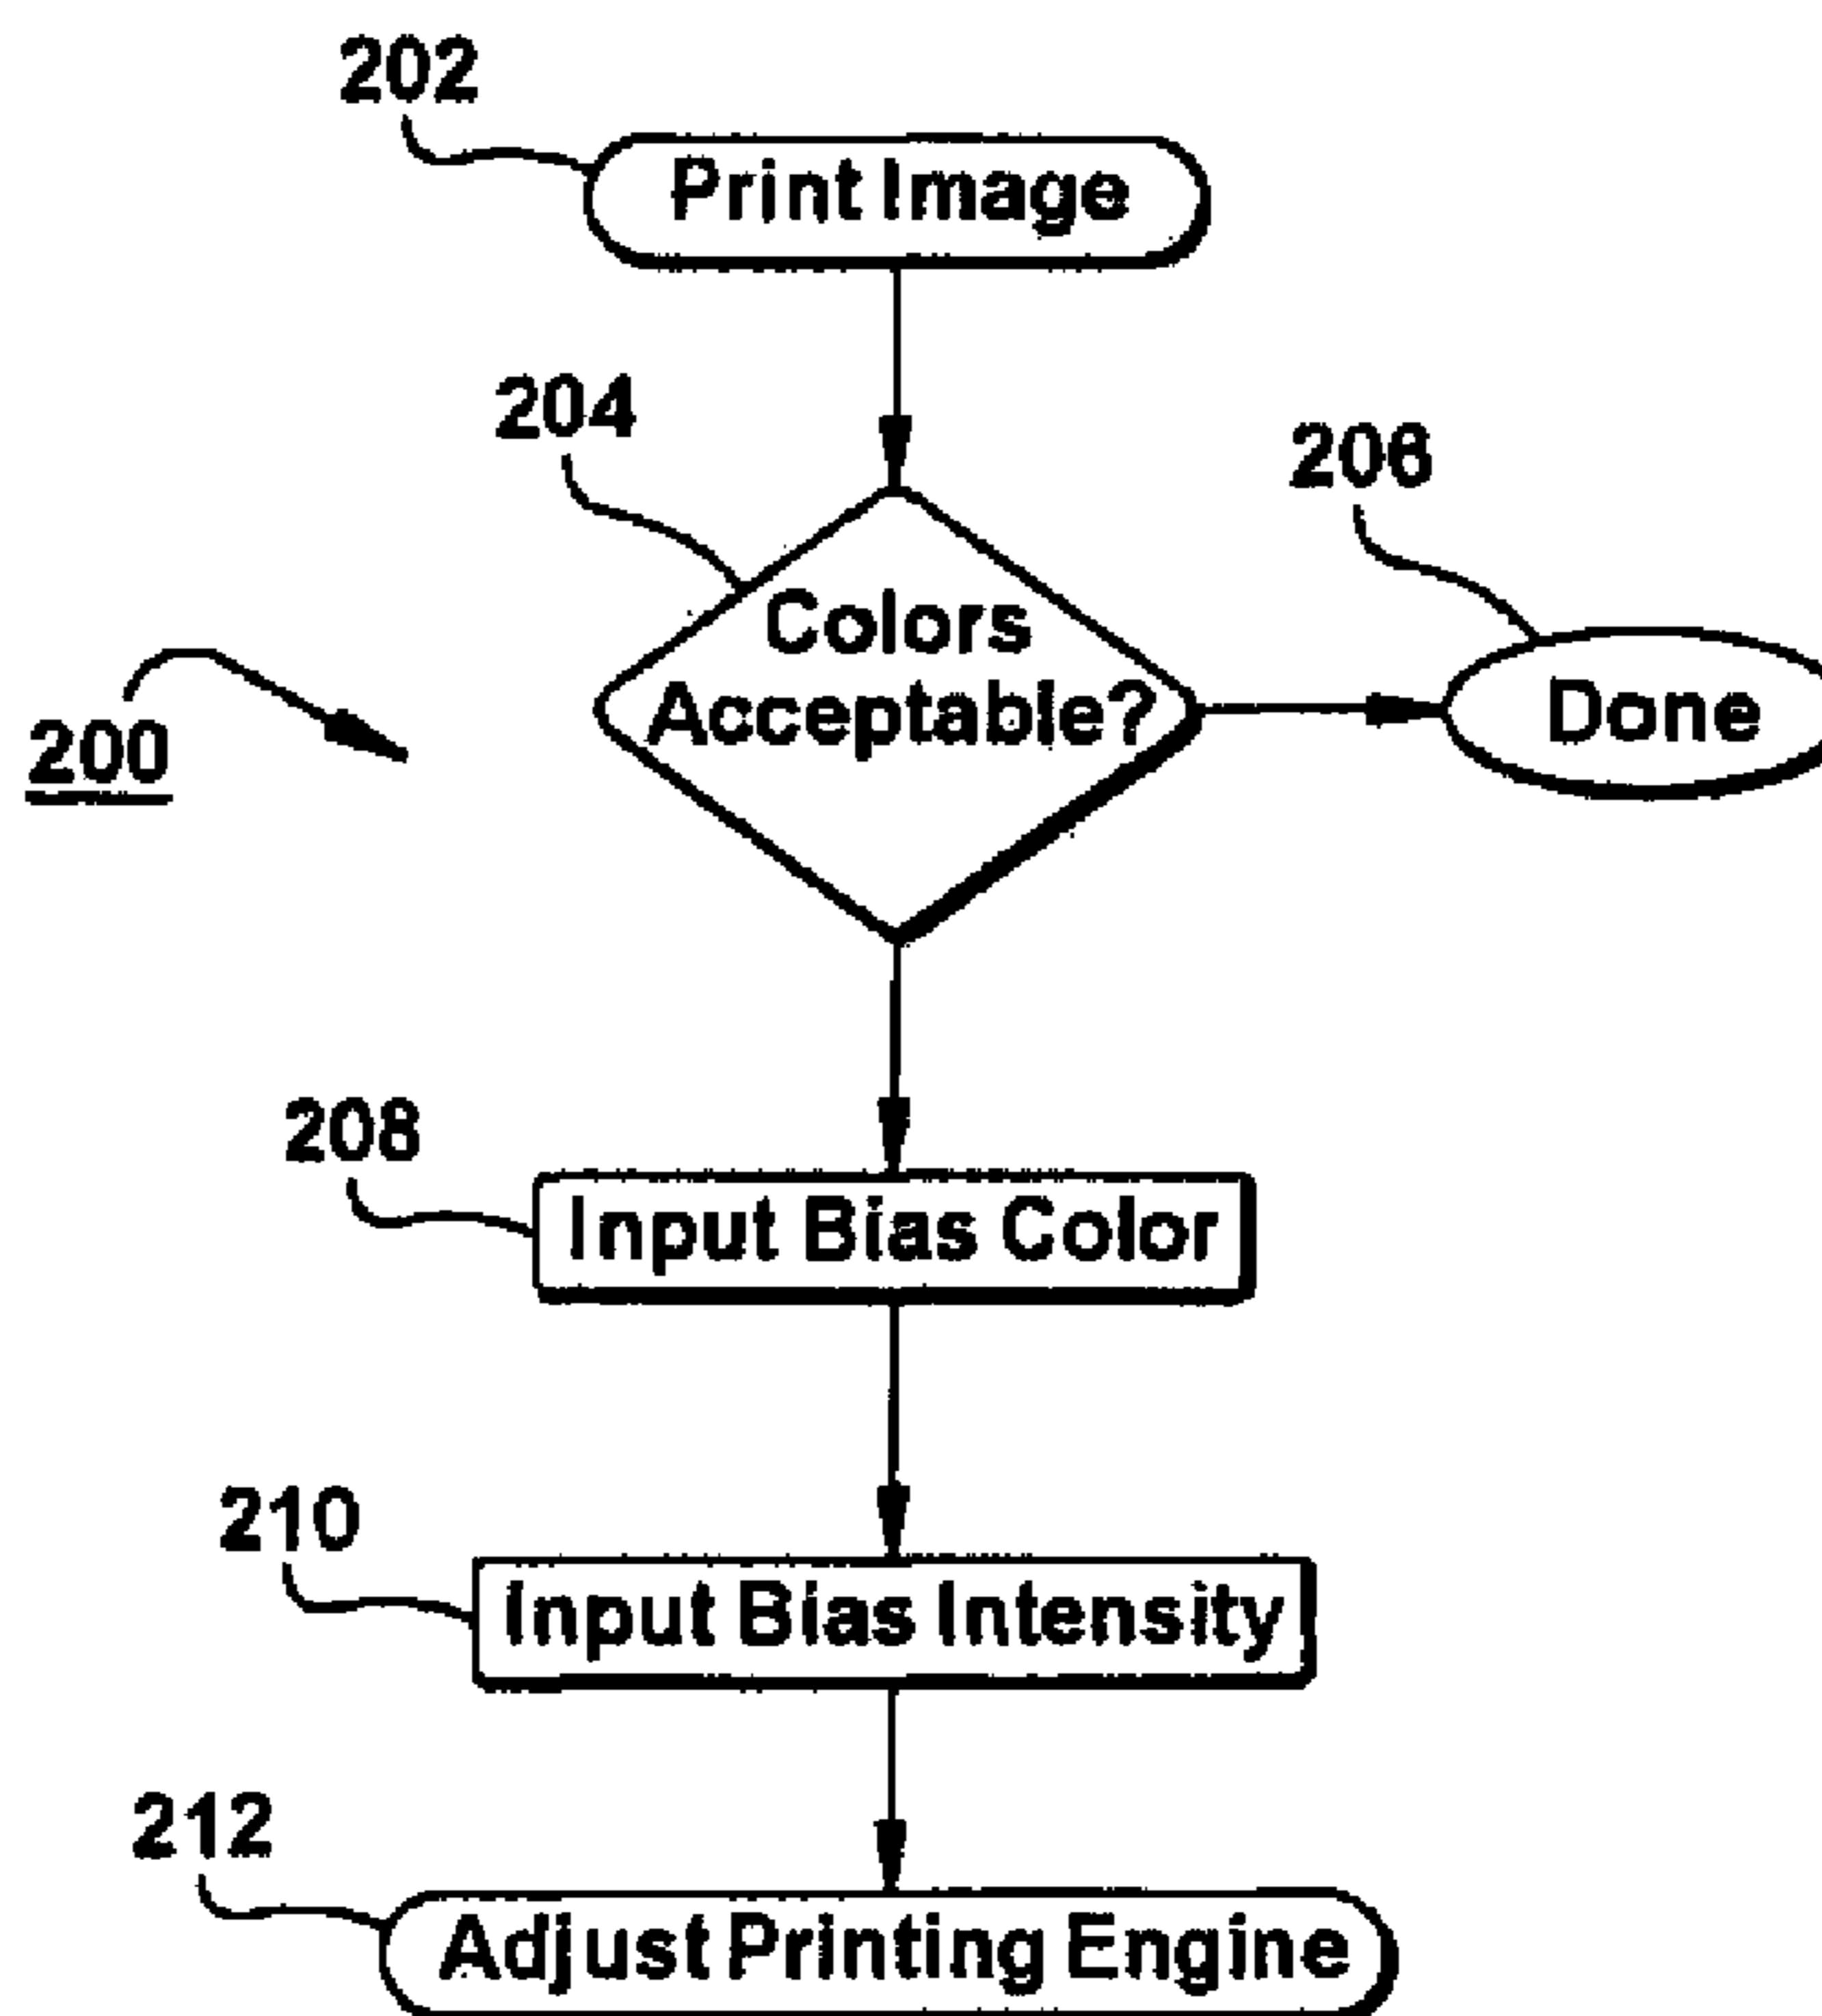 202
Print Image
204
206
Colors
Acceptable?
Done
200
208
Input Bias Color
210
Input Bias Intensity
212
Adjust Printing Engine